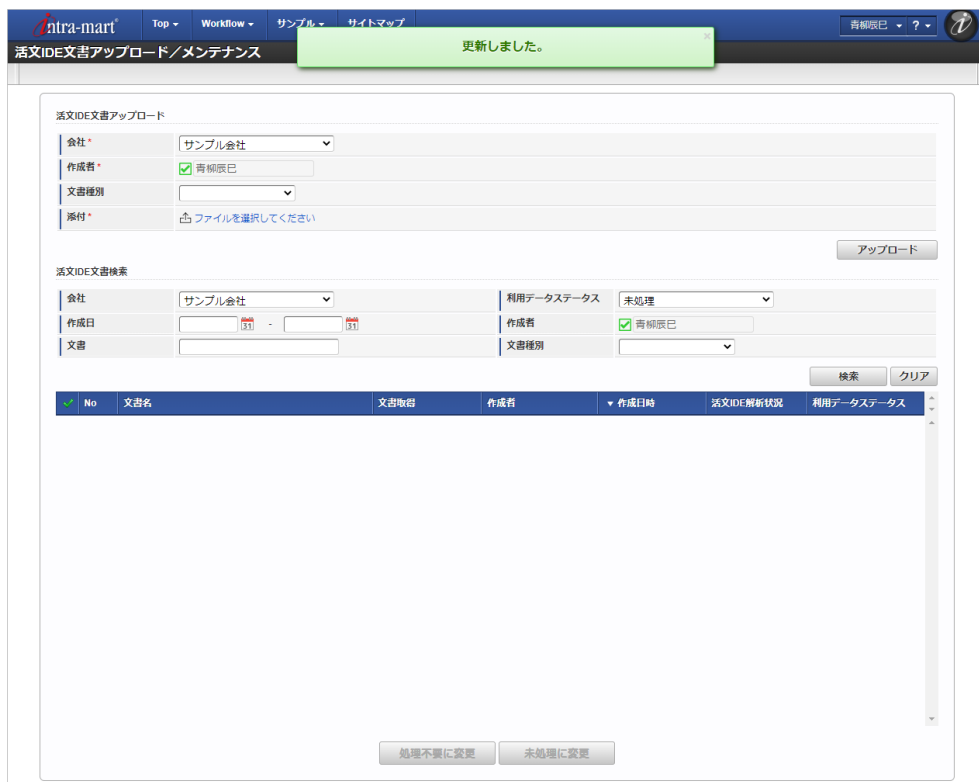 intra-mart® Top Workflow サンプル サイトマップ 青柳辰巳 ?
活文IDE文書アップロード／メンテナンス
更新しました。 ×
活文IDE文書アップロード
会社* サンプル会社
作成者* 青柳辰巳
文書種別
添付* ファイルを選択してください
アップロード
活文IDE文書検索
会社 サンプル会社 利用データステータス 未処理
作成日 31 - 31 作成者 青柳辰巳
文書 文書種別
検索 クリア
No 文書名 文書取得 作成者 ▼ 作成日時 活文IDE解析状況 利用データステータス
処理不要に変更 未処理に変更